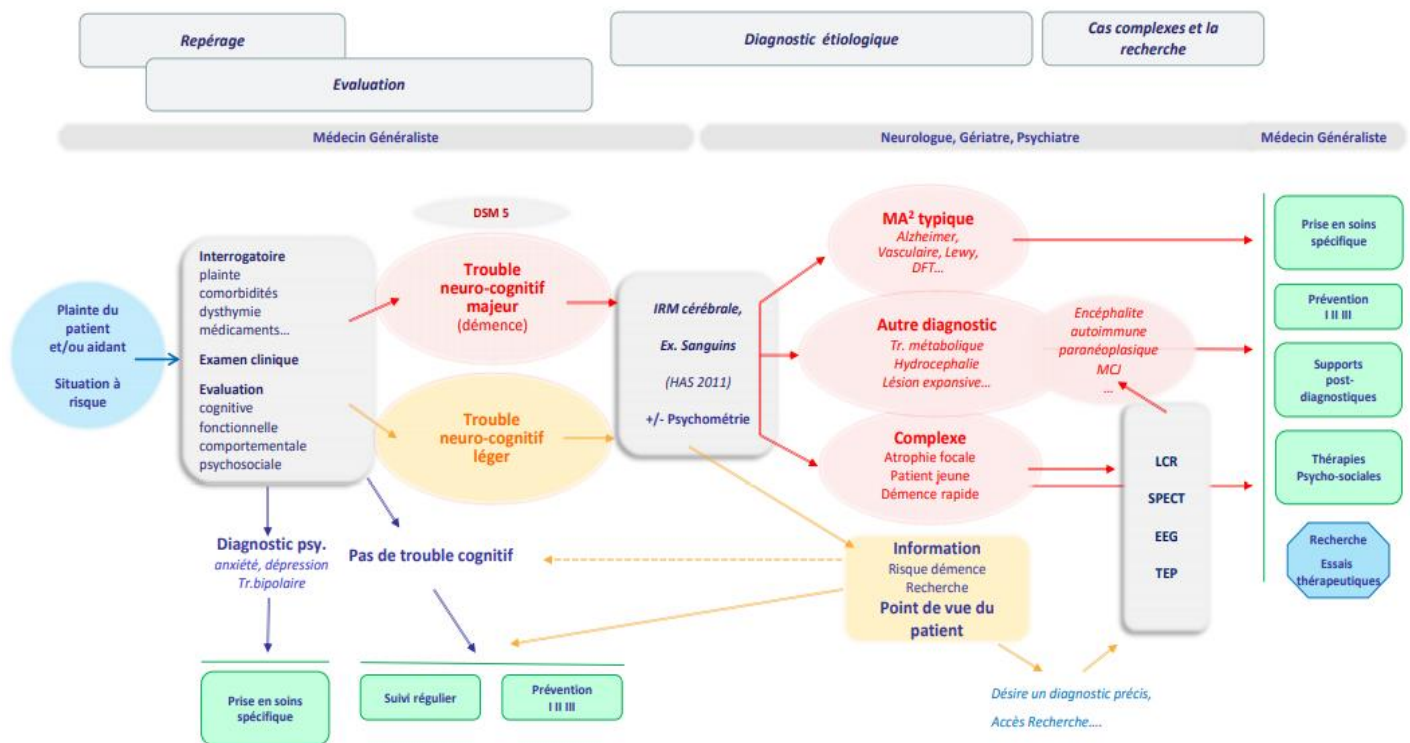 Repérage
Evaluation
Diagnostic étiologique
Cas complexes et la
recherche
Médecin Généraliste
Neurologue, Gériatre, Psychiatre
Médecin Généraliste
Plainte du
patient
et/ou aidant
Situation à
risque
Interrogatoire
plainte
comorbidités
dysthymie
médicaments...
Examen clinique
Evaluation
cognitive
fonctionnelle
comportementale
psychosociale
DSM 5
Trouble
neuro-cognitif
majeur
(démence)
Trouble
neuro-cognitif
léger
IRM cérébrale,
Ex. Sanguins
(HAS 2011)
+/- Psychométrie
MA² typique
Alzheimer,
Vasculaire, Lewy,
DFT...
Autre diagnostic
Tr. métabolique
Hydrocephalie
Lésion expansive...
Encéphalite
autoimmune
paranéoplasique
MCJ
...
Complexe
Atrophie focale
Patient jeune
Démence rapide
LCR
SPECT
EEG
TEP
Prise en soins
spécifique
Prévention
I II III
Supports
post-
diagnostiques
Thérapies
Psycho-sociales
Recherche
Essais
thérapeutiques
Diagnostic psy.
anxiété, dépression
Tr.bipolaire
Pas de trouble cognitif
Information
Risque démence
Recherche
Point de vue du
patient
Prise en soins
spécifique
Suivi régulier
Prévention
I II III
Désire un diagnostic précis,
Accès Recherche....